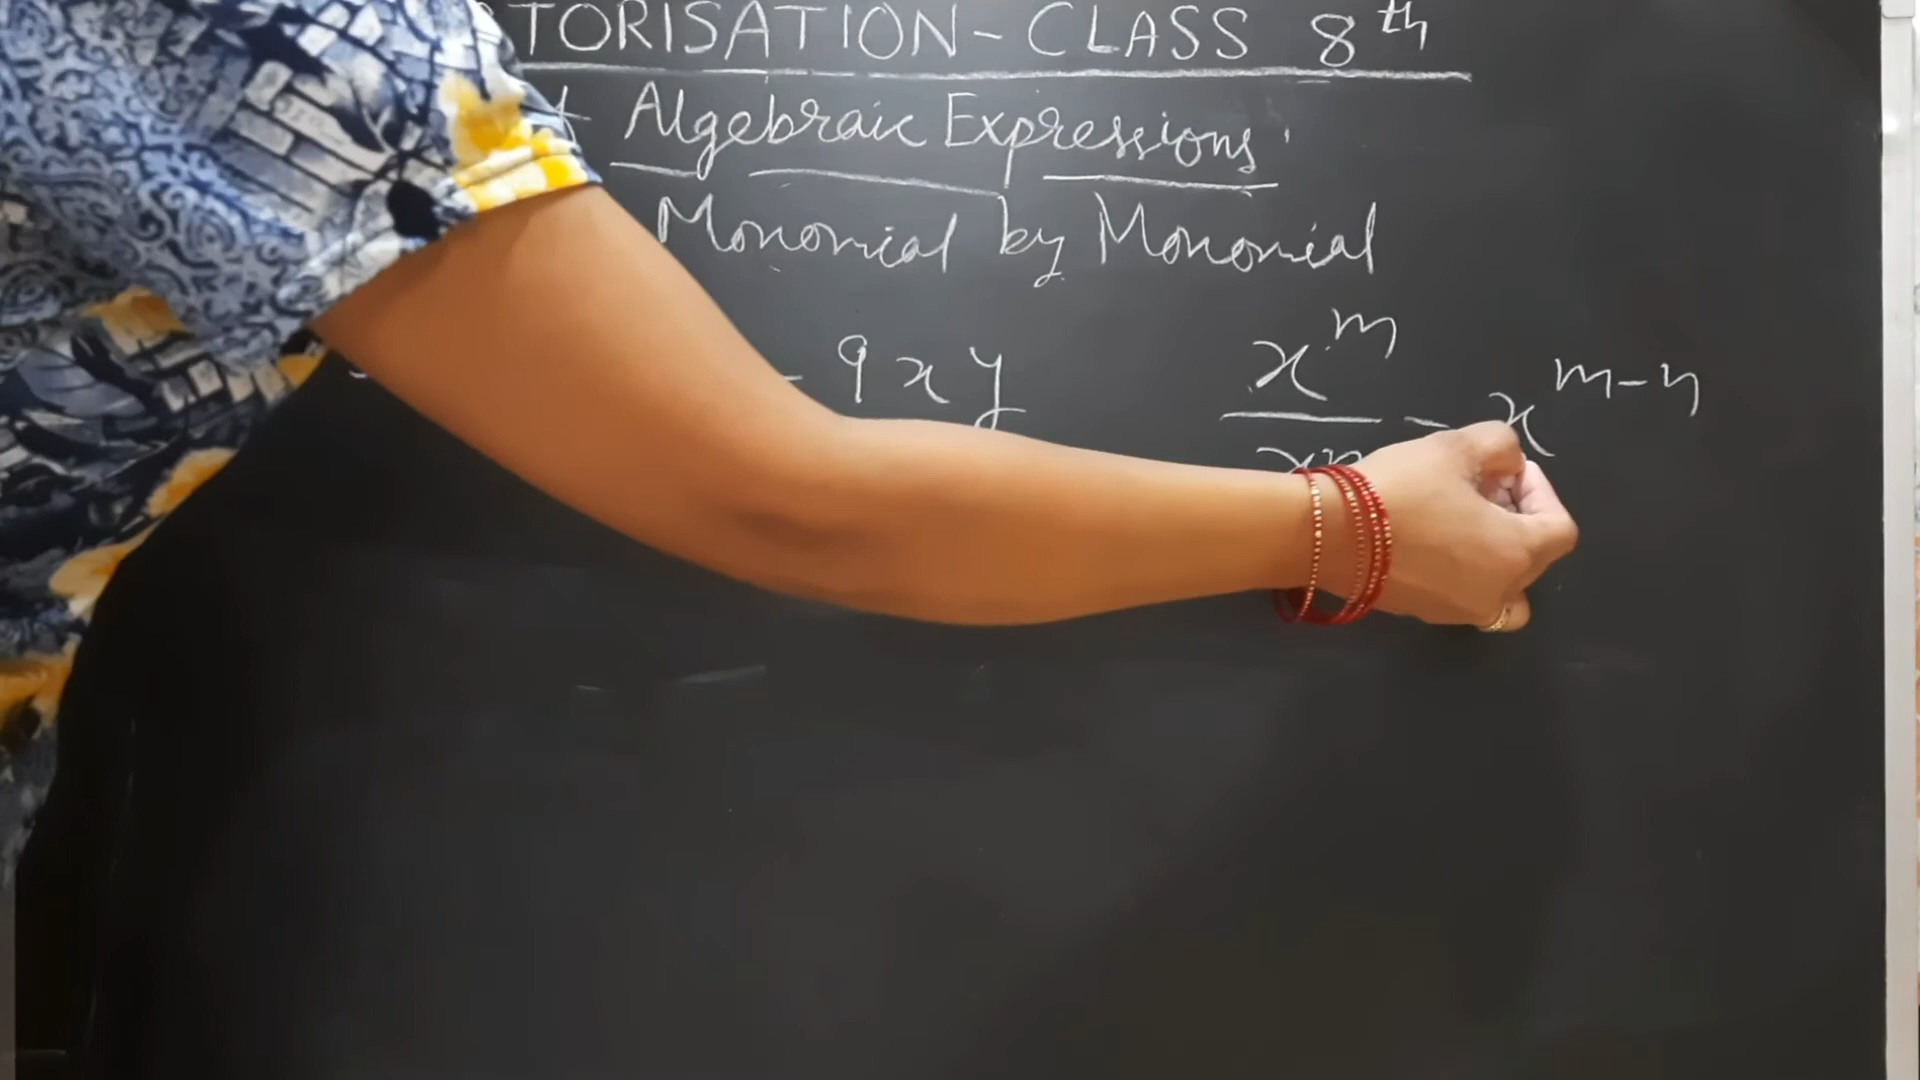 TORISATION - CLASS 8th
Algebraic Expressions
Monomial by Monomial
- 9xy
x^m
= x^m-n